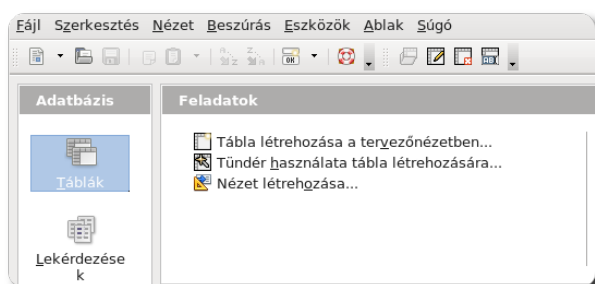 Fájl Szerkesztés Nézet Beszúrás Eszközök Ablak Súgó
Adatbázis
Feladatok
Táblák
Lekérdezése
k
Tábla létrehozása a tervezőnézetben...
Tündér használata tábla létrehozására...
Nézet létrehozása...